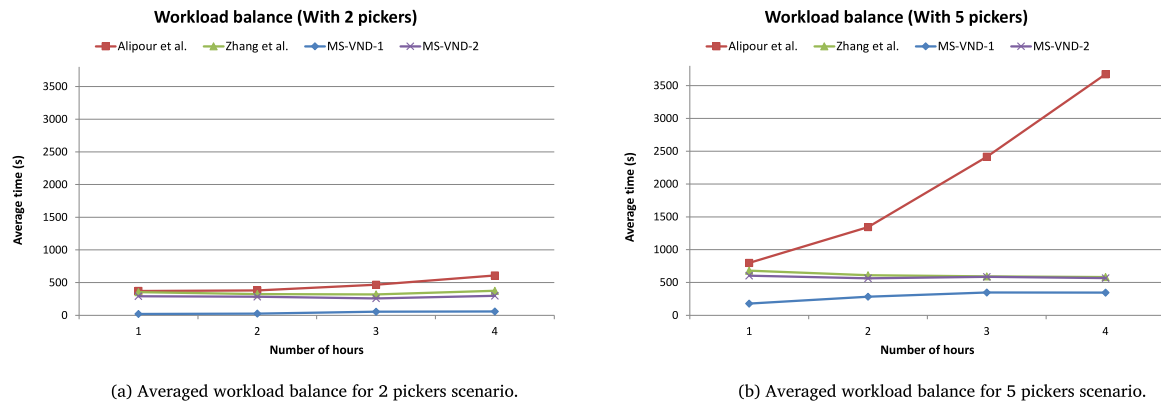 Workload balance (With 2 pickers)
Alipour et al. Zhang et al. MS-VND-1 MS-VND-2
3500
3000
2500
2000
1500
1000
500
0
Average time (s)
1 2 3 4
Number of hours
(a) Averaged workload balance for 2 pickers scenario.
Workload balance (With 5 pickers)
Alipour et al. Zhang et al. MS-VND-1 MS-VND-2
3500
3000
2500
2000
1500
1000
500
0
Average time (s)
1 2 3 4
Number of hours
(b) Averaged workload balance for 5 pickers scenario.